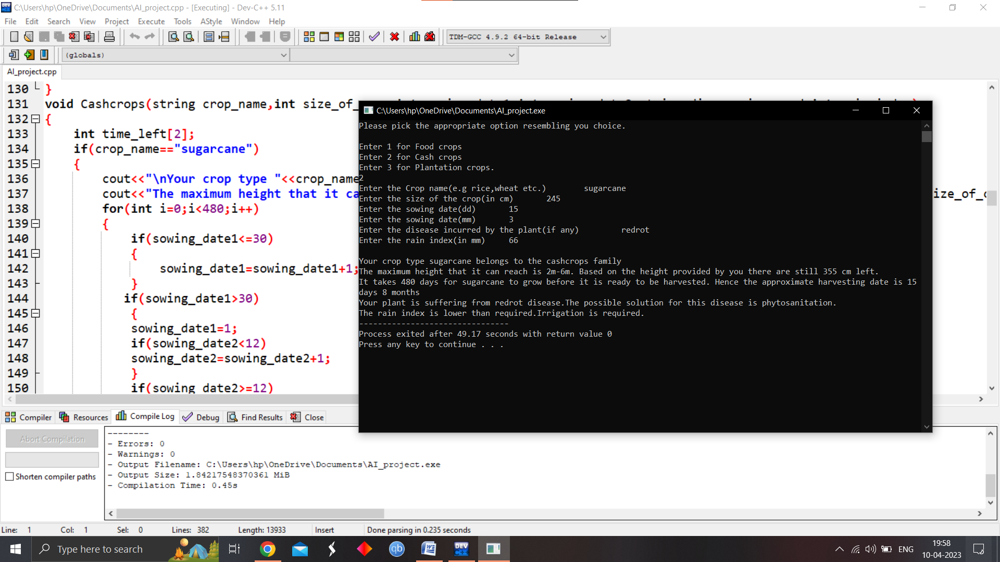 C:\Users\hp\OneDrive\Documents\AI_project.cpp - [Executing] - Dev-C++ 5.11
File Edit Search View Project Execute Tools AStyle Window Help
TDM-GCC 4.9.2 64-bit Release
(globals)
AI_project.cpp
130 }
131 void Cashcrops(string crop_name,int size_of_
132 {
133 int time_left[2];
134 if(crop_name=="sugarcane")
135 {
136 cout<<"\nYour crop type "<<crop_name
137 cout<<"The maximum height that it ca
ize_of_c
138 for(int i=0;i<480;i++)
139 {
140 if(sowing_date1<=30)
141 {
142 sowing_date1=sowing_date1+1;
143 }
144 if(sowing_date1>30)
145 {
146 sowing_date1=1;
147 if(sowing_date2<12)
148 sowing_date2=sowing_date2+1;
149 }
150 if(sowing date2>=12)
C:\Users\hp\OneDrive\Documents\AI_project.exe
Please pick the appropriate option resembling you choice.
Enter 1 for Food crops
Enter 2 for Cash crops
Enter 3 for Plantation crops.
2
Enter the Crop name(e.g rice,wheat etc.) sugarcane
Enter the size of the crop(in cm) 245
Enter the sowing date(dd) 15
Enter the sowing date(mm) 3
Enter the disease incurred by the plant(if any) redrot
Enter the rain index(in mm) 66
Your crop type sugarcane belongs to the cashcrops family
The maximum height that it can reach is 2m-6m. Based on the height provided by you there are still 355 cm left.
It takes 480 days for sugarcane to grow before it is ready to be harvested. Hence the approximate harvesting date is 15
days 8 months
Your plant is suffering from redrot disease.The possible solution for this disease is phytosanitation.
The rain index is lower than required.Irrigation is required.
--------------------------------
Process exited after 49.17 seconds with return value 0
Press any key to continue . . .
Compiler Resources Compile Log Debug Find Results Close
Abort Compilation
Shorten compiler paths
--------
- Errors: 0
- Warnings: 0
- Output Filename: C:\Users\hp\OneDrive\Documents\AI_project.exe
- Output Size: 1.84217548370361 MiB
- Compilation Time: 0.45s
Line: 1 Col: 1 Sel: 0 Lines: 382 Length: 13933 Insert Done parsing in 0.235 seconds
Type here to search
qb
W
DEV
C++
ENG
19:58
10-04-2023